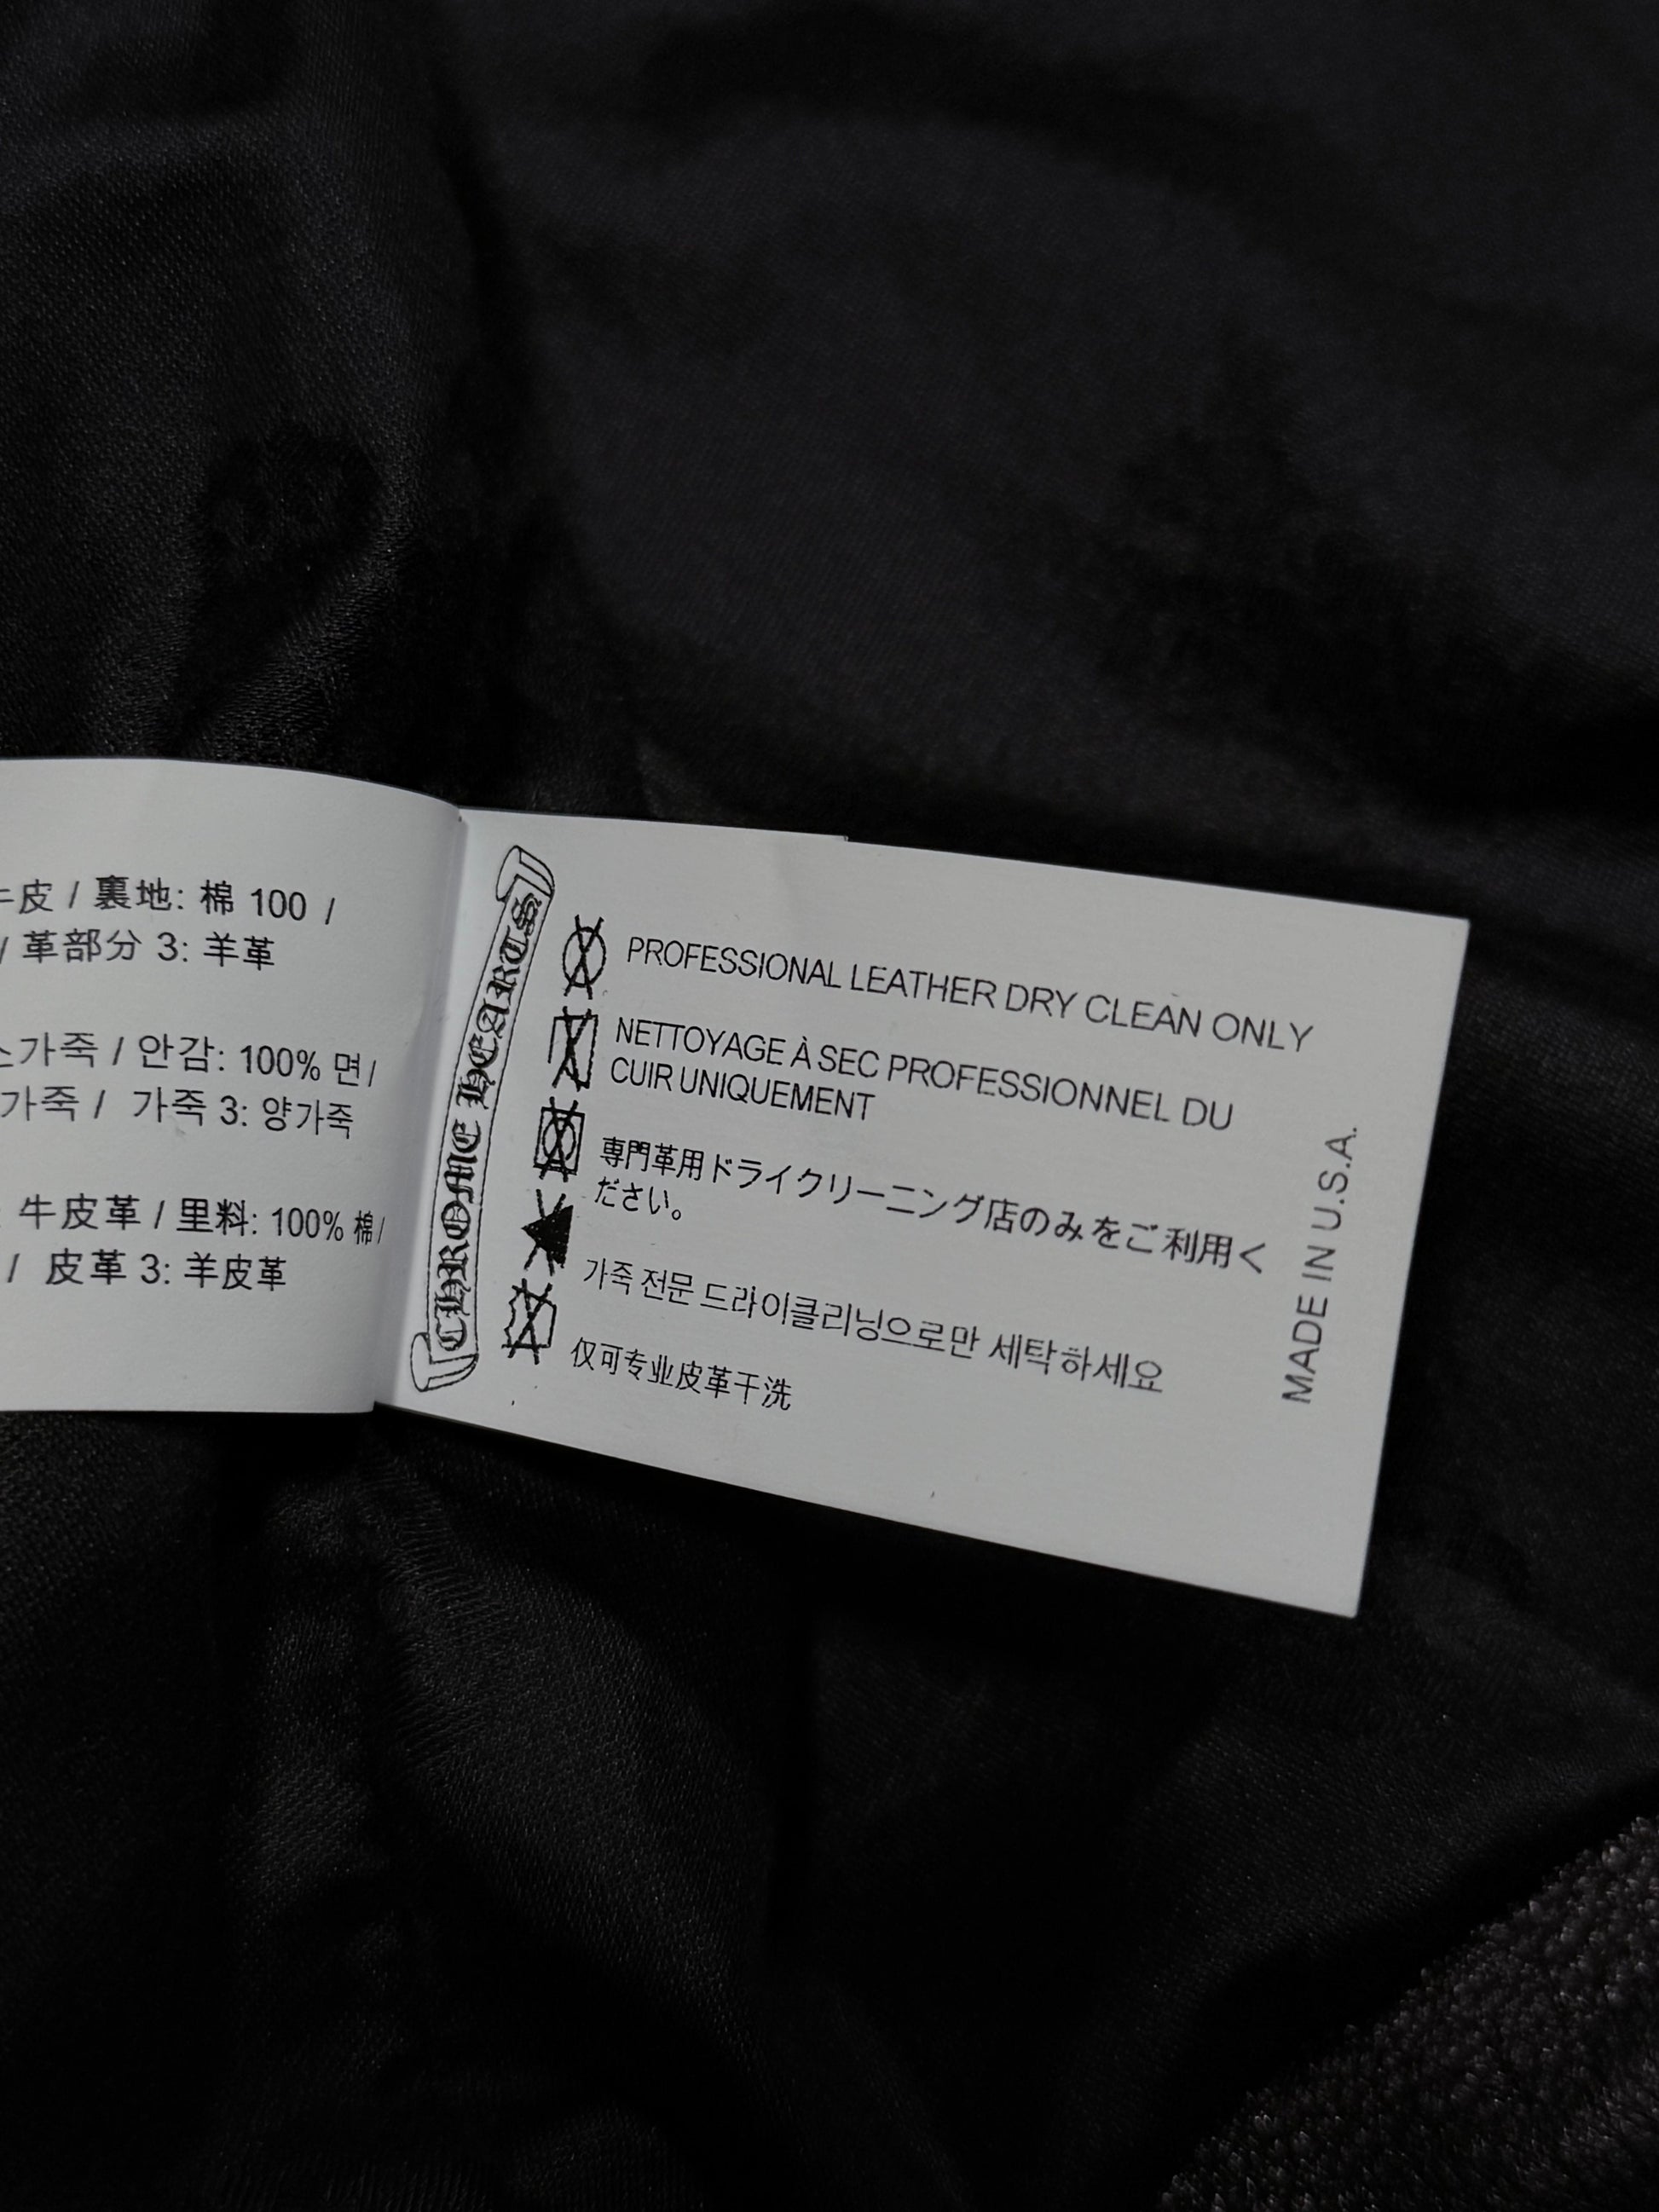 皮 / 裏地: 棉 100 /
/ 革部分 3: 羊革
가죽 / 안감: 100% 면 /
가죽 / 가죽 3: 양가죽
牛皮革 / 里料: 100% 棉/
/ 皮革 3: 羊皮革
CHROME HEARTS
PROFESSIONAL LEATHER DRY CLEAN ONLY
NETTOYAGE À SEC PROFESSIONNEL DU
CUIR UNIQUEMENT
専門革用ドライクリーニング店のみをご利用く
ださい。
가죽 전문 드라이클리닝으로만 세탁하세요
仅可专业皮革干洗
MADE IN U.S.A.